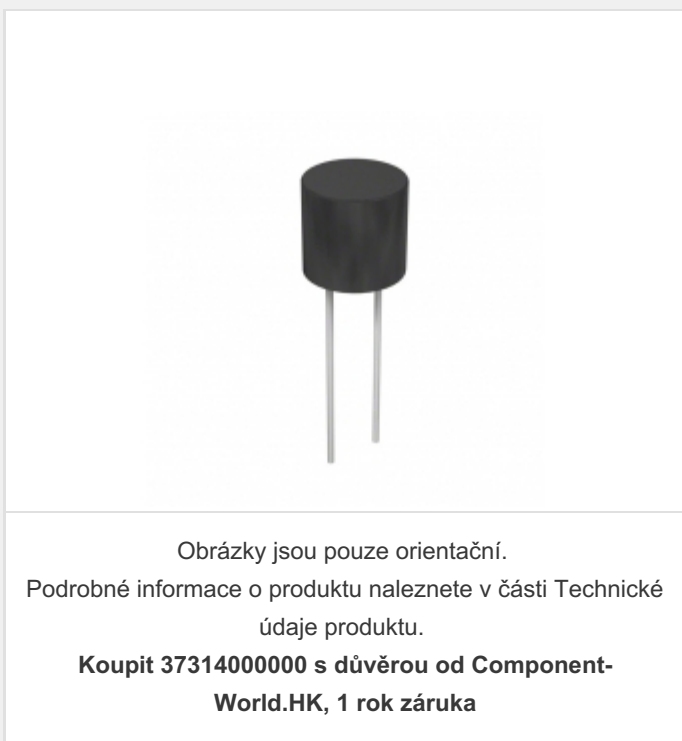 Obrázky jsou pouze orientační.
Podrobné informace o produktu naleznete v části Technické
údaje produktu.
Koupit 37314000000 s důvěrou od Component-
World.HK, 1 rok záruka